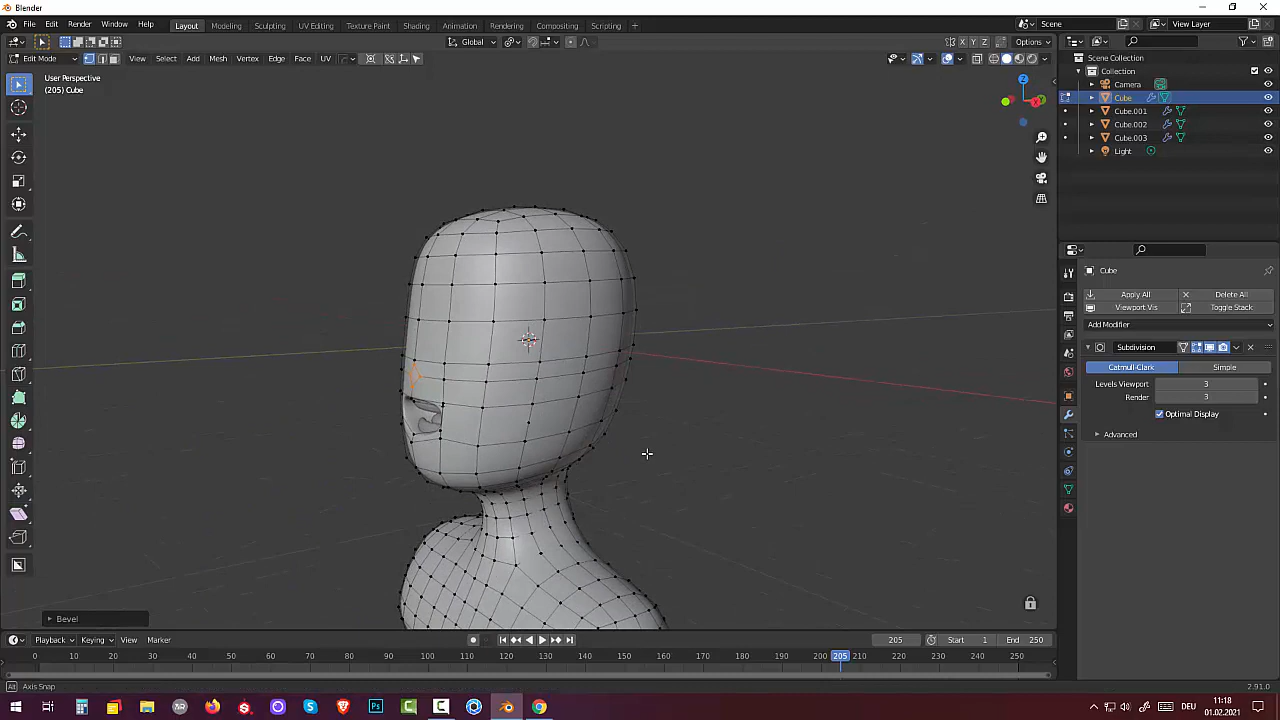 Blender
File Edit Render Window Help Layout Modeling Sculpting UV Editing Texture Paint Shading Animation Rendering Compositing Scripting + Scene View Layer
Global X Y Z Options
Edit Mode View Select Add Mesh Vertex Edge Face UV
User Perspective
(205) Cube
Z
Scene Collection
Collection
Camera
Cube
Cube.001
Cube.002
Cube.003
Light
Cube
Apply All Delete All
Viewport Vis Toggle Stack
Add Modifier
Subdivision
Catmull-Clark Simple
Levels Viewport 3
Render 3
Optimal Display
Advanced
Bevel
Playback Keying View Marker 205 Start 1 End 250
0 10 20 30 40 50 60 70 80 90 100 110 120 130 140 150 160 170 180 190 200 205 210 220 230 240 250
Axis Snap 2.91.0
DEU 11:18
01.02.2021